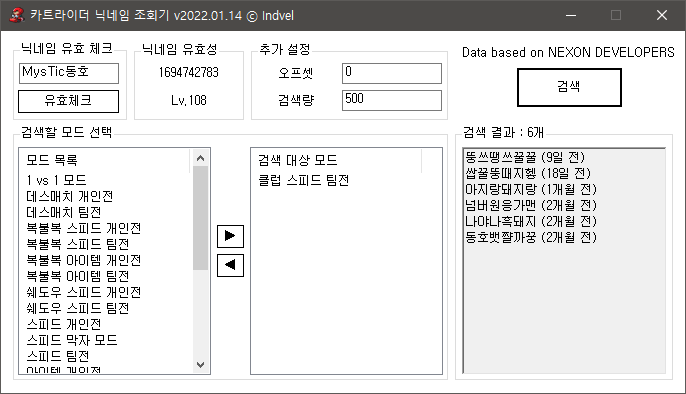 카트라이더 닉네임 조회기 v2022.01.14 © Indvel
닉네임 유효 체크
MysTic동호
유효체크
닉네임 유효성
1694742783
Lv.108
추가 설정
오프셋 0
검색량 500
Data based on NEXON DEVELOPERS
검색
검색할 모드 선택
모드 목록
1 vs 1 모드
데스매치 개인전
데스매치 팀전
복불복 스피드 개인전
복불복 스피드 팀전
복불복 아이템 개인전
복불복 아이템 팀전
쉐도우 스피드 개인전
쉐도우 스피드 팀전
스피드 개인전
스피드 막자 모드
스피드 팀전
아이템 개인전
검색 대상 모드
클럽 스피드 팀전
검색 결과 : 6개
똥쓰땡쓰꿀꿀 (9일 전)
쌉꿀똥때지헹 (18일 전)
아지랑돼지랑 (1개월 전)
넘버원응가맨 (2개월 전)
나야나흑돼지 (2개월 전)
동호뺏쨜까꿍 (2개월 전)